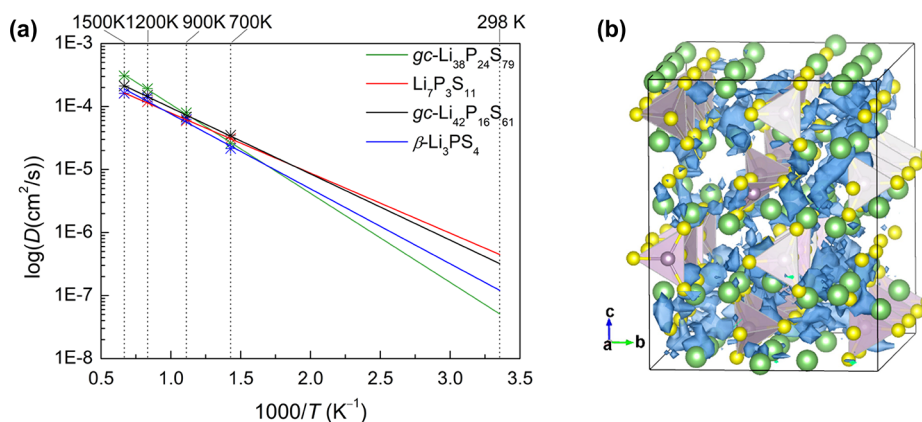 (a)
1500K 1200K 900K 700K 298 K
1E-3
1E-4
1E-5
1E-6
1E-7
1E-8
log(D(cm²/s))
gc-Li₃₈P₂₄S₇₉
Li₇P₃S₁₁
gc-Li₄₂P₁₆S₆₁
β-Li₃PS₄
0.5 1.0 1.5 2.0 2.5 3.0 3.5
1000/T (K⁻¹)
(b)
c
a b